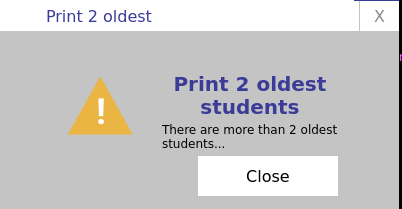 Print 2 oldest
X
Print 2 oldest
students
!
There are more than 2 oldest
students...
Close